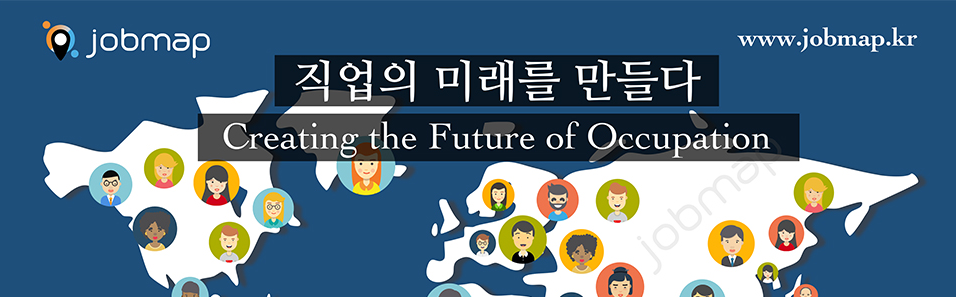 jobmap
www.jobmap.kr
직업의 미래를 만들다
Creating the Future of Occupation
jobmap